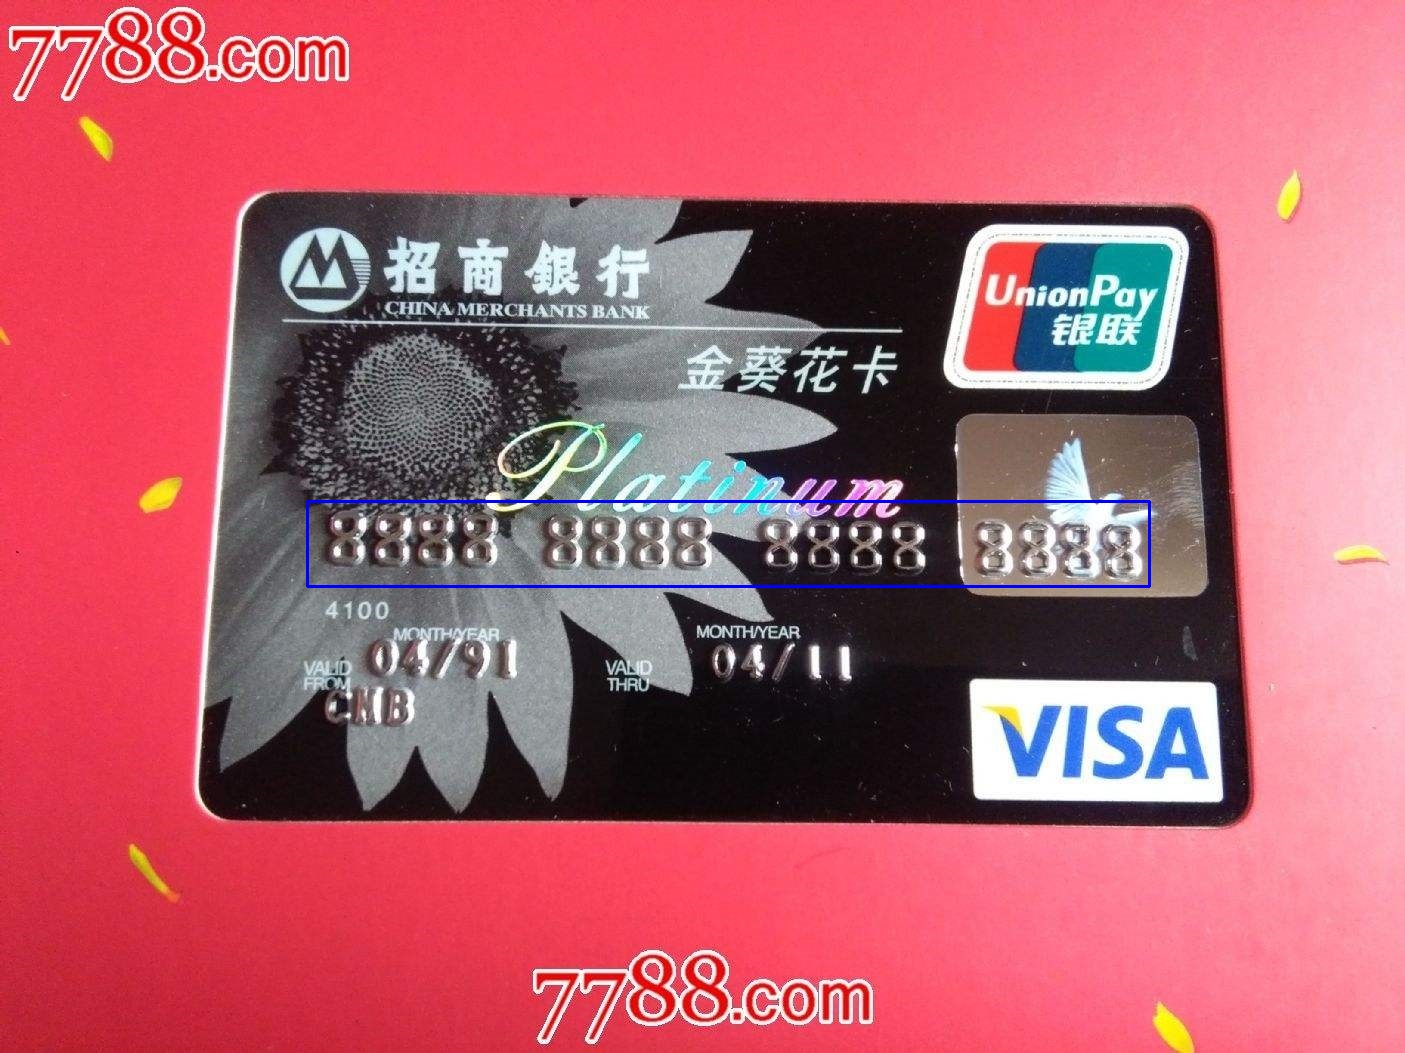 7788.com
招商銀行
CHINA MERCHANTS BANK
UnionPay
银联
金葵花卡
Platinum
8888 8888 8888 8888
4100
MONTH/YEAR MONTH/YEAR
VALID FROM 04/91 VALID THRU 04/11
CMB
VISA
7788.com